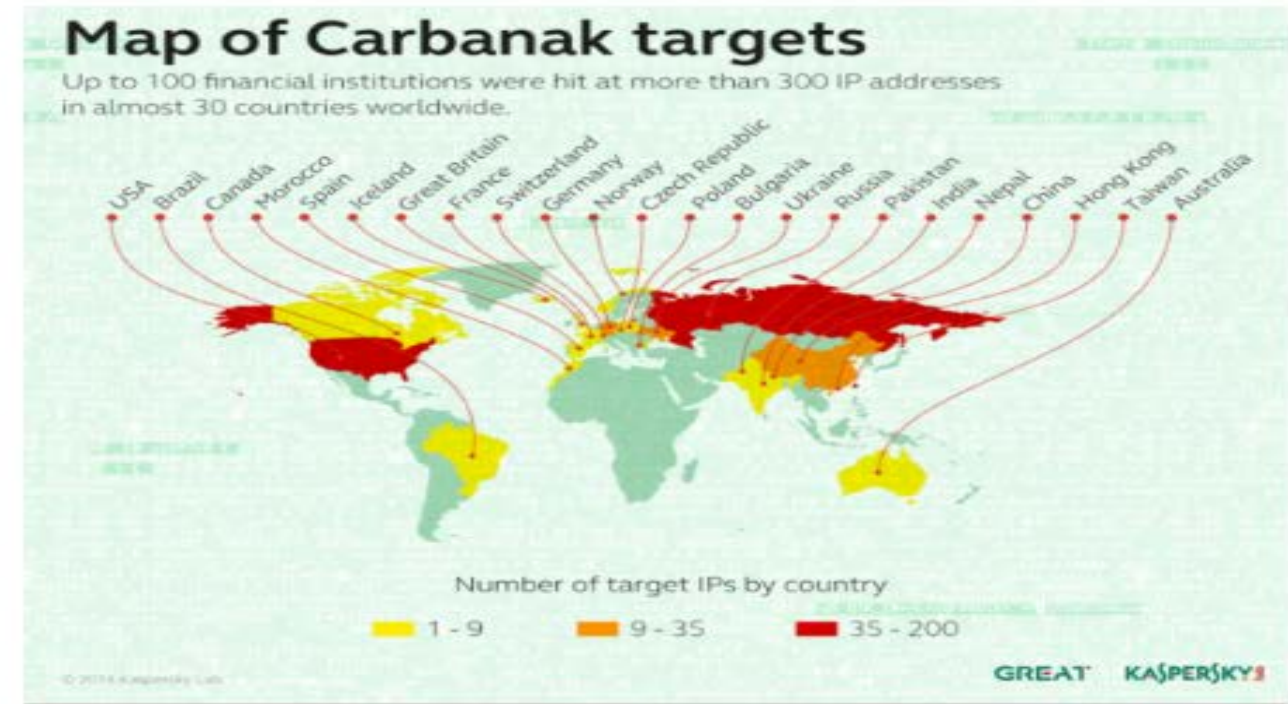 Map of Carbanak targets
Up to 100 financial institutions were hit at more than 300 IP addresses
in almost 30 countries worldwide.
USA
Brazil
Canada
Morocco
Spain
Iceland
Great Britain
France
Switzerland
Germany
Norway
Czech Republic
Poland
Bulgaria
Ukraine
Russia
Pakistan
India
Nepal
China
Hong Kong
Taiwan
Australia
Number of target IPs by country
1 - 9
9 - 35
35 - 200
Kaspersky Lab
GREAT KASPERSKY